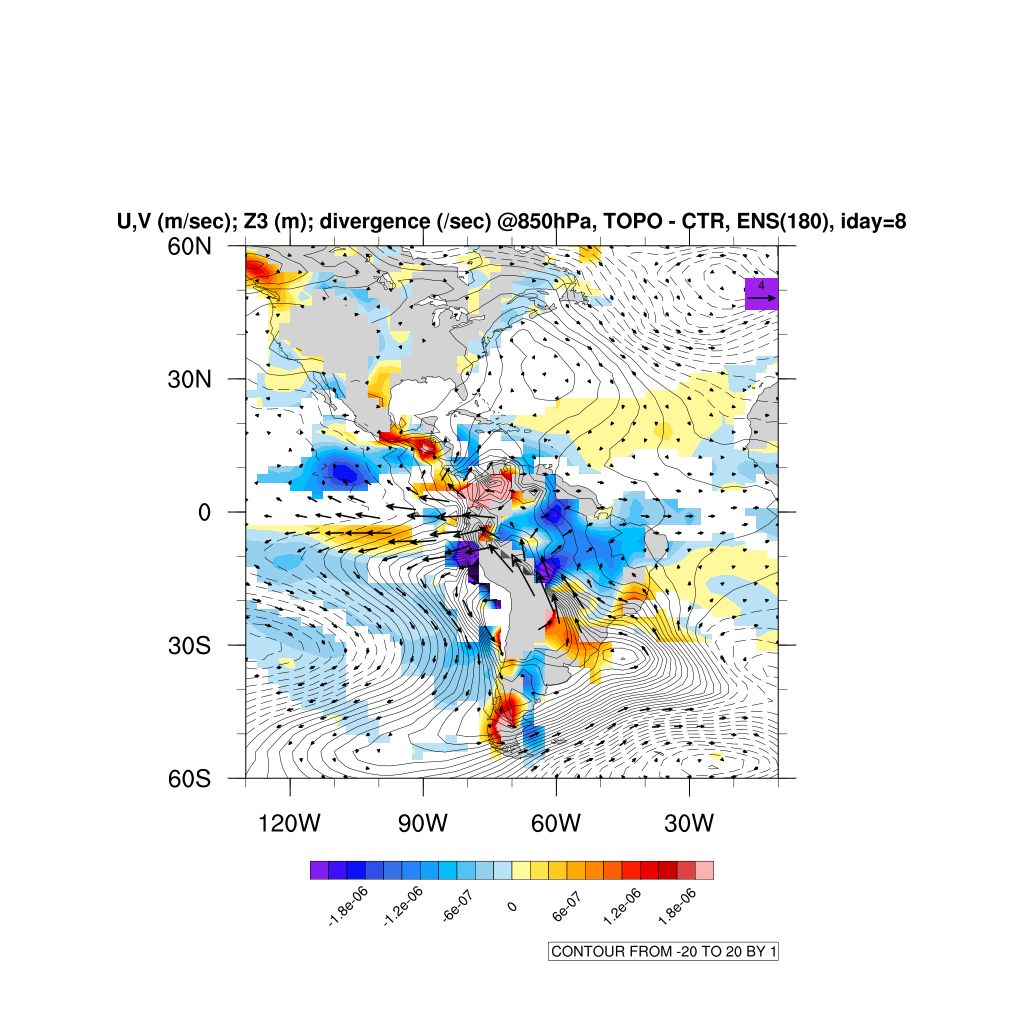 U,V (m/sec); Z3 (m); divergence (/sec) @850hPa, TOPO - CTR, ENS(180), iday=8
60N
4
30N
0
30S
60S
120W 90W 60W 30W
-1.8e-06 -1.2e-06 -6e-07 0 6e-07 1.2e-06 1.8e-06
CONTOUR FROM -20 TO 20 BY 1